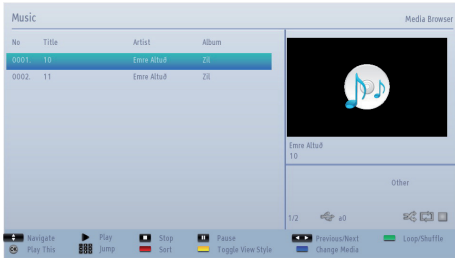 Music Media Browser
No Title Artist Album
0001. 10 Emre Altuð Zil
0002. 11 Emre Altuð Zil
Emre Altuð
10
Other
1/2 a0
Navigate Play Stop Pause Previous/Next Loop/Shuffle
OK Play This Jump Sort Toggle View Style Change Media